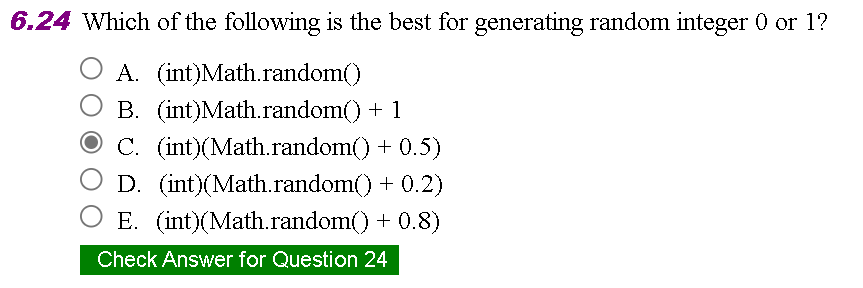 6.24 Which of the following is the best for generating random integer 0 or 1?
A. (int)Math.random()
B. (int)Math.random() + 1
C. (int)(Math.random() + 0.5)
D. (int)(Math.random() + 0.2)
E. (int)(Math.random() + 0.8)
Check Answer for Question 24